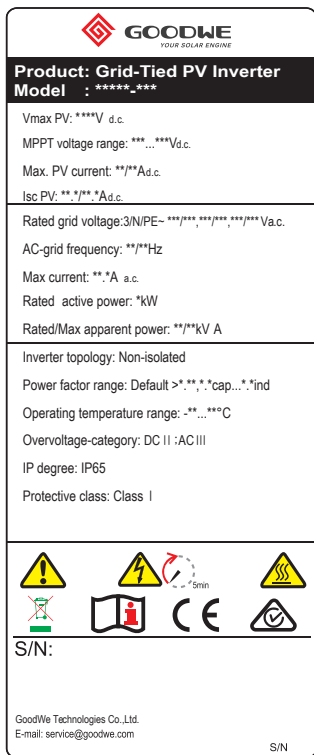 GOODWE
YOUR SOLAR ENGINE
Product: Grid-Tied PV Inverter
Model : *****-***
Vmax PV: ****V d.c.
MPPT voltage range: ***...***Vd.c.
Max. PV current: **/**Ad.c.
Isc PV: **.*/**.*Ad.c.
Rated grid voltage:3/N/PE~ ***/***,***/***,***/*** Va.c.
AC-grid frequency: **/**Hz
Max current: **.*A a.c.
Rated active power: *kW
Rated/Max apparent power: **/**kV A
Inverter topology: Non-isolated
Power factor range: Default >*.**,*.*cap...*.*ind
Operating temperature range: -**...**°C
Overvoltage-category: DC II ;AC III
IP degree: IP65
Protective class: Class I
5min
CE
S/N:
GoodWe Technologies Co.,Ltd.
E-mail: service@goodwe.com
S/N